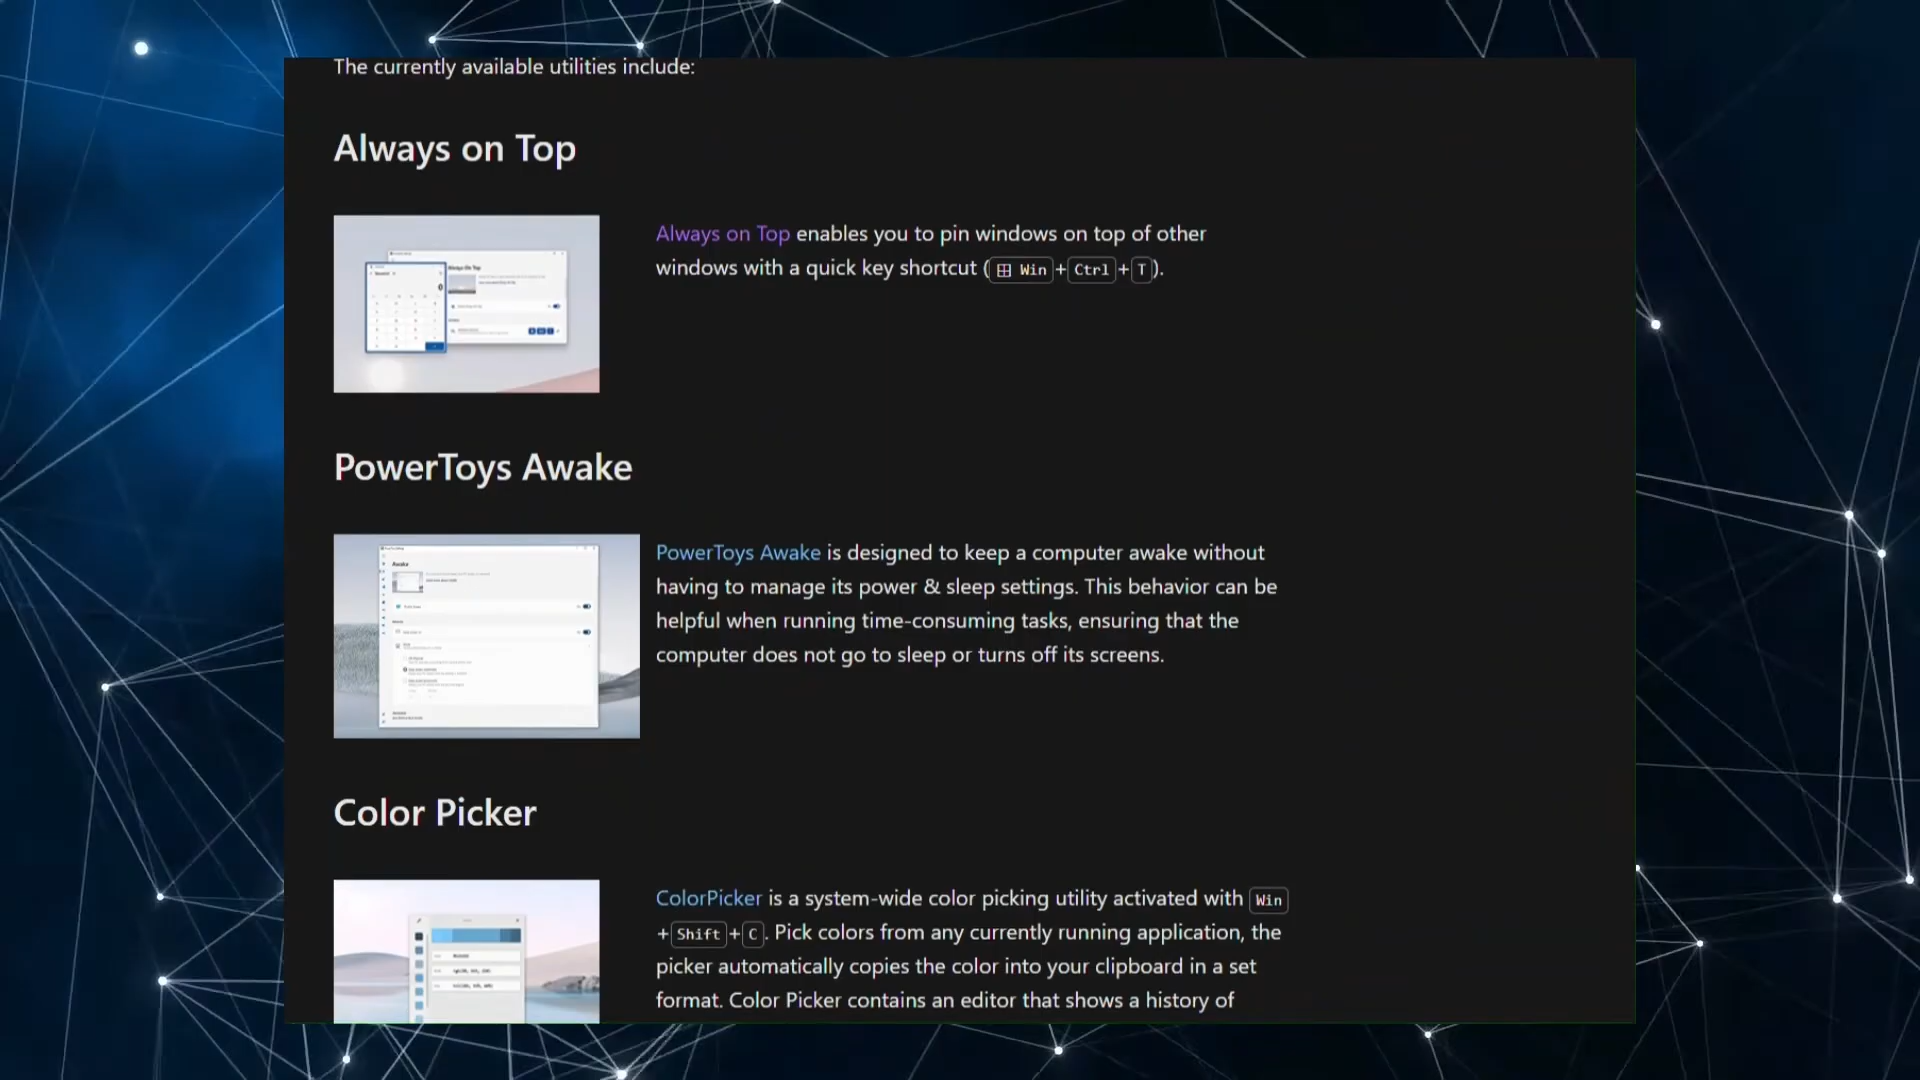 The currently available utilities include:
Always on Top
Always on Top enables you to pin windows on top of other
windows with a quick key shortcut (Win+Ctrl+T).
PowerToys Awake
Awake
PowerToys Awake is designed to keep a computer awake without
having to manage its power & sleep settings. This behavior can be
helpful when running time-consuming tasks, ensuring that the
computer does not go to sleep or turns off its screens.
Color Picker
ColorPicker is a system-wide color picking utility activated with Win
+Shift+C. Pick colors from any currently running application, the
picker automatically copies the color into your clipboard in a set
format. Color Picker contains an editor that shows a history of